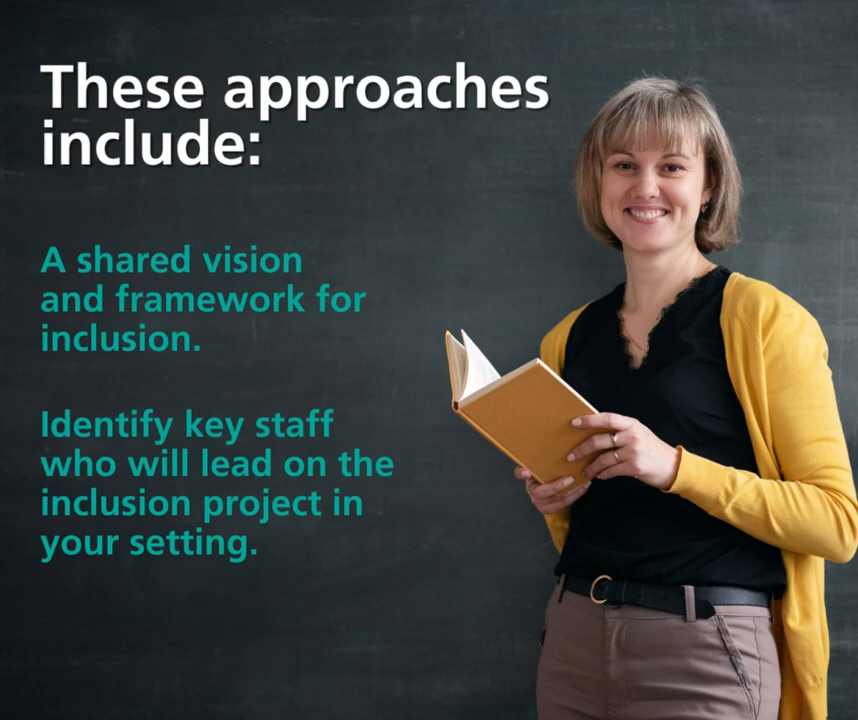 These approaches
include:
A shared vision
and framework for
inclusion.
Identify key staff
who will lead on the
inclusion project in
your setting.